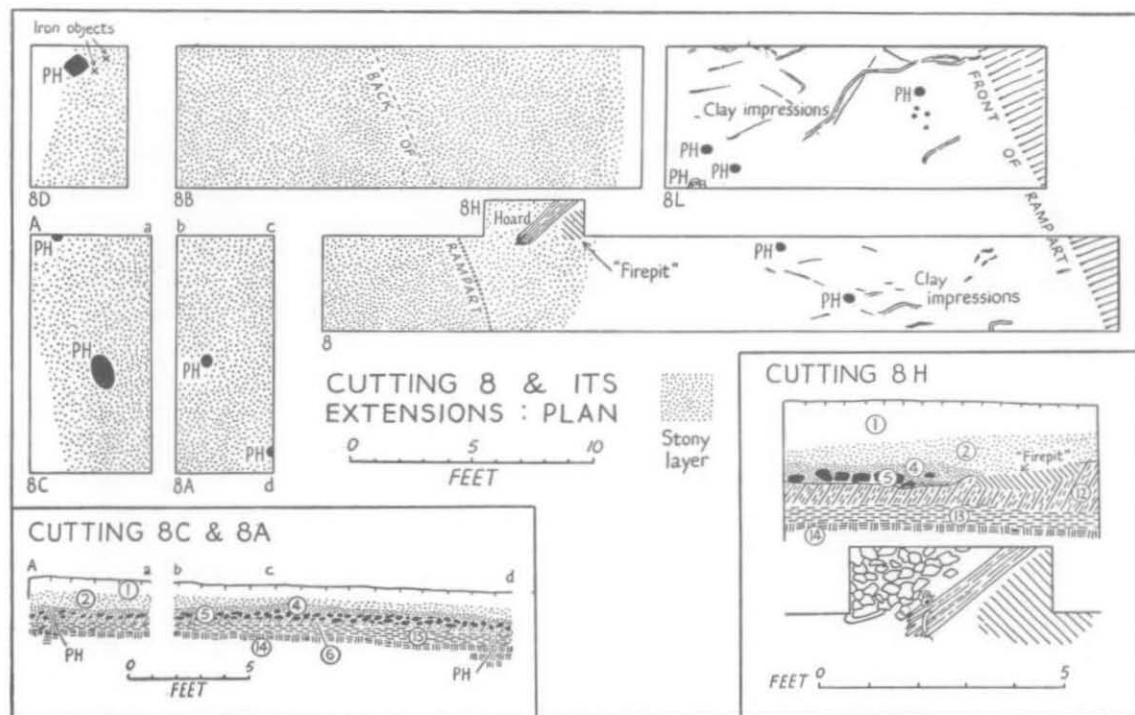 Iron objects
PH
8D
BACK OF
8B
Clay impressions
PH
PH
PH
PH
8L
FRONT OF RAMPART
A
a
b
c
PH
PH
8C
PH
PH
8A
d
8H
Hoard
"Firepit"
RAMPART
PH
PH
Clay
impressions
8
CUTTING 8 & ITS
EXTENSIONS : PLAN
0 5 10
FEET
Stony
layer
CUTTING 8H
1
2
"Firepit"
4
5
12
13
14
0 5
FEET
CUTTING 8C & 8A
A a b c d
1
2
4
5
6
14
PH
PH
0 5
FEET